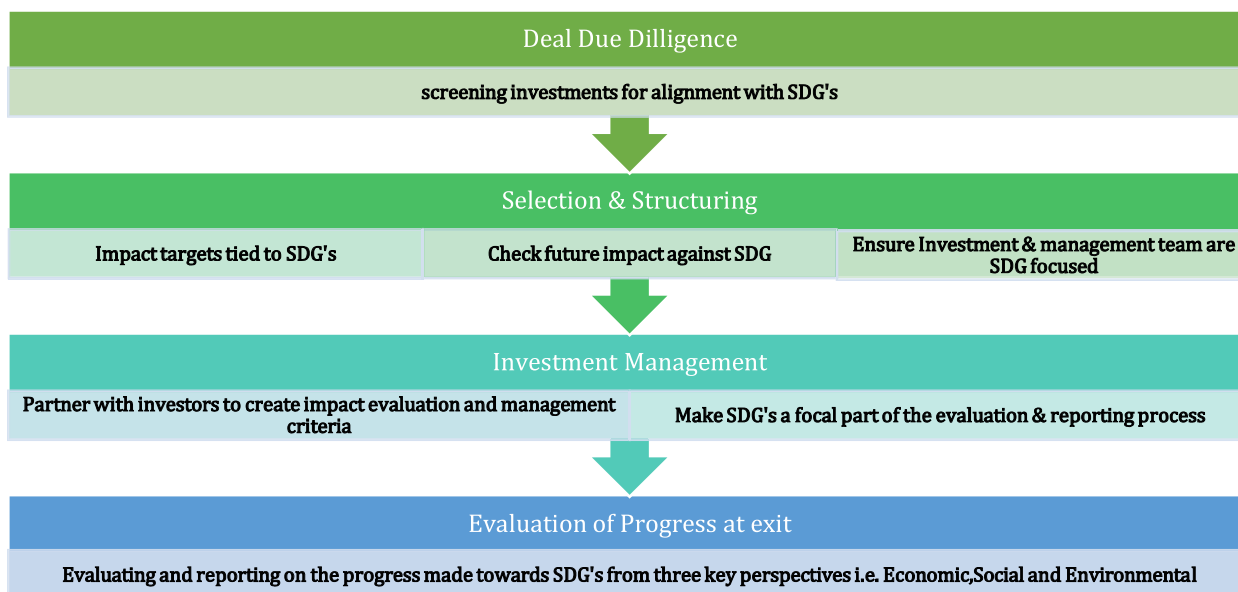 Deal Due Dilligence
screening investments for alignment with SDG's
Selection & Structuring
Impact targets tied to SDG's
Check future impact against SDG
Ensure Investment & management team are
SDG focused
Investment Management
Partner with investors to create impact evaluation and management
criteria
Make SDG's a focal part of the evaluation & reporting process
Evaluation of Progress at exit
Evaluating and reporting on the progress made towards SDG's from three key perspectives i.e. Economic,Social and Environmental